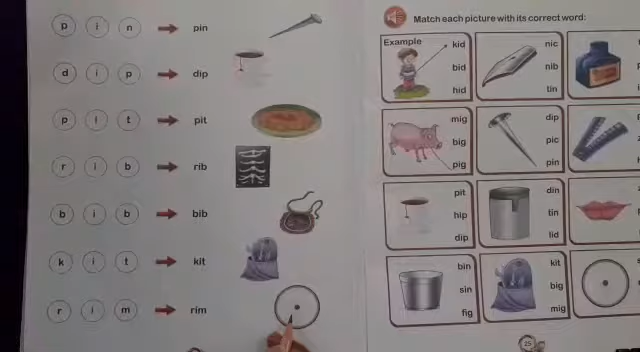 p i n pin
d i p dip
p i t pit
r i b rib
b i b bib
k i t kit
r i m rim
Match each picture with its correct word:
Example
kid
bid
hid
nic
nib
tin
mig
big
pig
dip
pic
pin
pit
hip
dip
din
tin
lid
bin
sin
fig
kit
big
mig
25